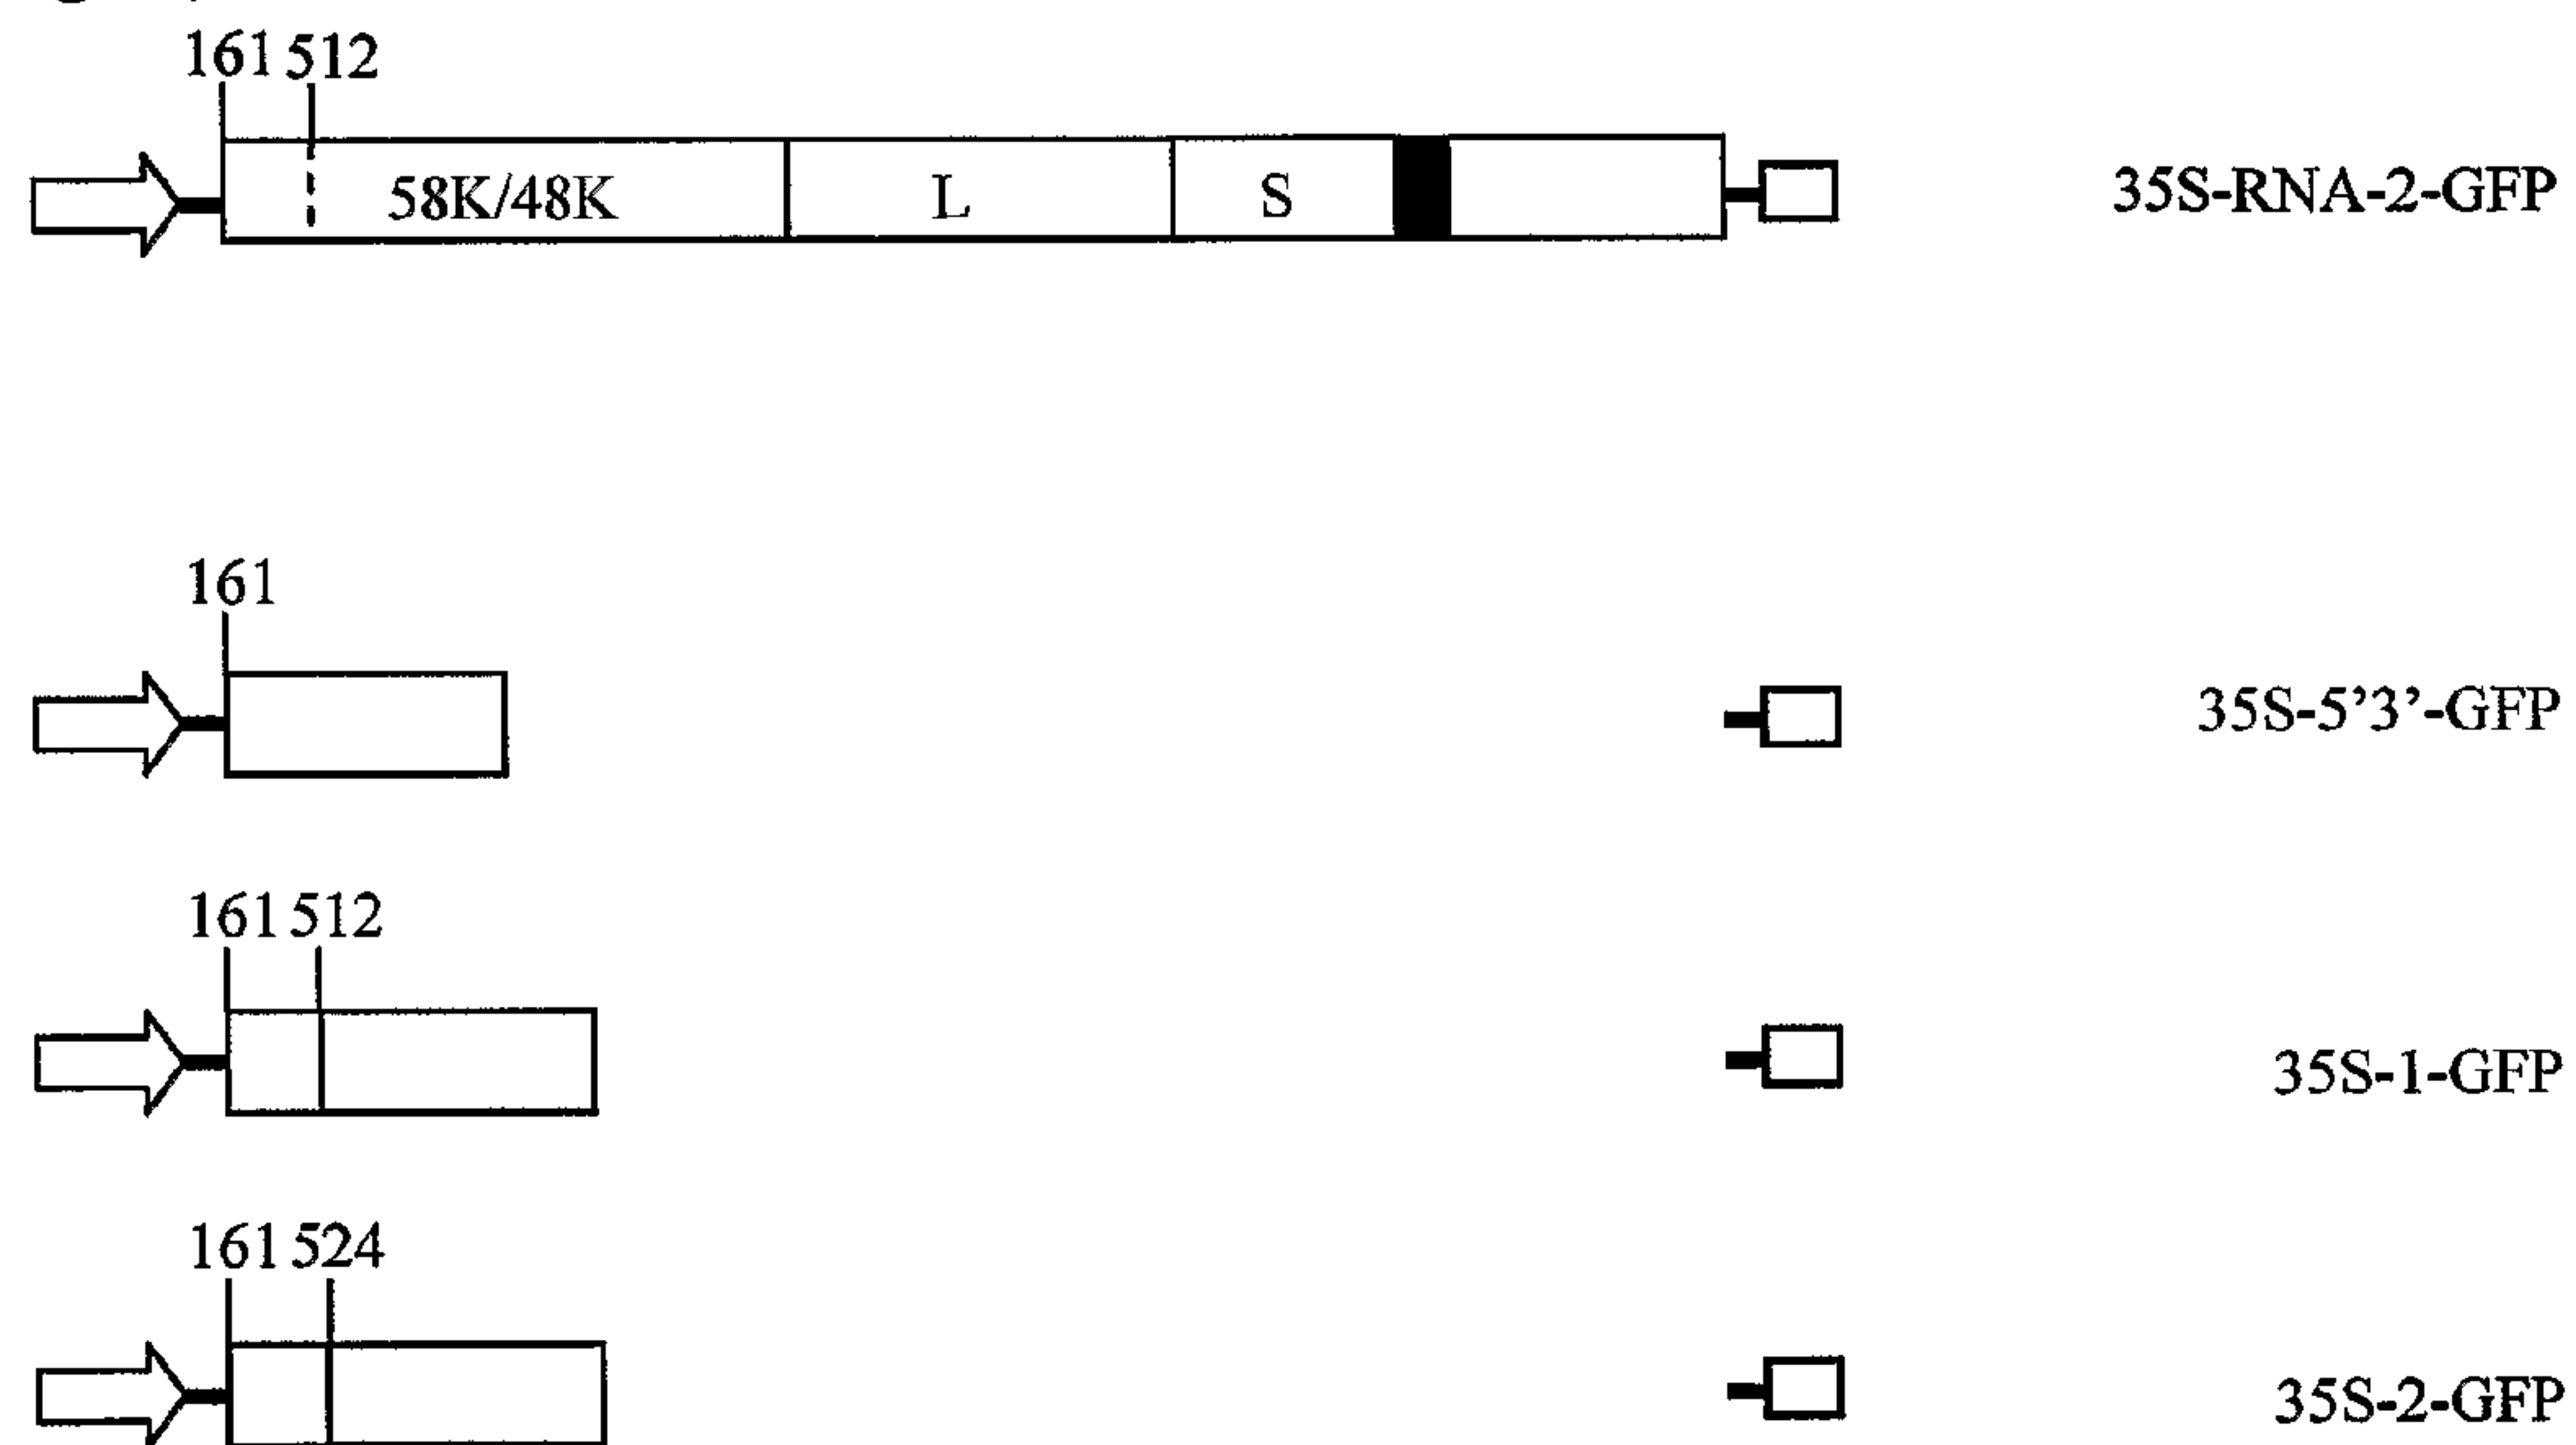 161 512
58K/48K L S 35S-RNA-2-GFP
161
35S-5’3’-GFP
161 512
35S-1-GFP
161 524
35S-2-GFP